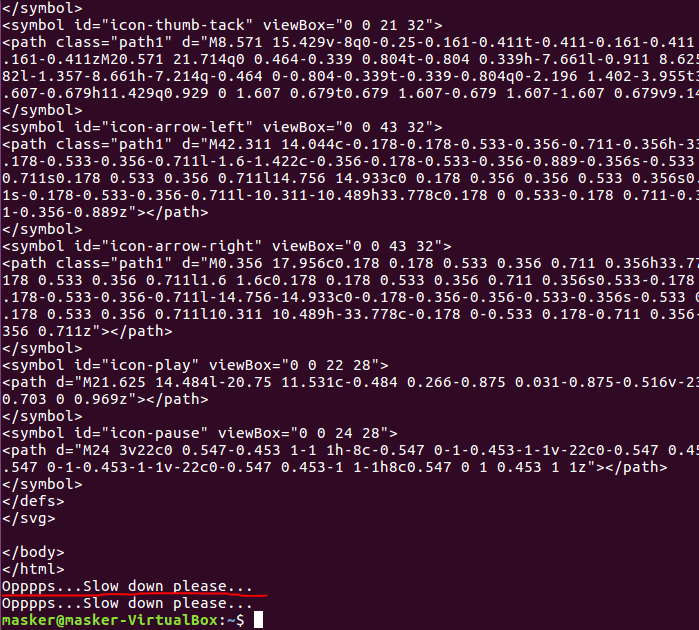 </symbol>
<symbol id="icon-thumb-tack" viewBox="0 0 21 32">
<path class="path1" d="M8.571 15.429v-8q0-0.25-0.161-0.411t-0.411-0.161-0.411
.161-0.411zM20.571 21.714q0 0.464-0.339 0.804t-0.804 0.339h-7.661l-0.911 8.625
82l-1.357-8.661h-7.214q-0.464 0-0.804-0.339t-0.339-0.804q0-2.196 1.402-3.955t3
.607-0.679h11.429q0.929 0 1.607 0.679t0.679 1.607-0.679 1.607-1.607 0.679v9.14
</symbol>
<symbol id="icon-arrow-left" viewBox="0 0 43 32">
<path class="path1" d="M42.311 14.044c-0.178-0.178-0.533-0.356-0.711-0.356h-33
.178-0.533-0.356-0.711l-1.6-1.422c-0.356-0.178-0.533-0.356-0.889-0.356s-0.533
0.711s0.178 0.533 0.356 0.711l14.756 14.933c0 0.178 0.356 0.356 0.533 0.356s0.
1s-0.178-0.533-0.356-0.711l-10.311-10.489h33.778c0.178 0 0.533-0.178 0.711-0.3
1-0.356-0.889z"></path>
</symbol>
<symbol id="icon-arrow-right" viewBox="0 0 43 32">
<path class="path1" d="M0.356 17.956c0.178 0.178 0.533 0.356 0.711 0.356h33.77
178 0.533 0.356 0.711l1.6 1.6c0.178 0.178 0.533 0.356 0.711 0.356s0.533-0.178
.178-0.533-0.356-0.711l-14.756-14.933c0-0.178-0.356-0.356-0.533-0.356s-0.533 0
.178 0.533 0.356 0.711l10.311 10.489h-33.778c-0.178 0-0.533 0.178-0.711 0.356-
356 0.711z"></path>
</symbol>
<symbol id="icon-play" viewBox="0 0 22 28">
<path d="M21.625 14.484l-20.75 11.531c-0.484 0.266-0.875 0.031-0.875-0.516v-23
0.703 0 0.969z"></path>
</symbol>
<symbol id="icon-pause" viewBox="0 0 24 28">
<path d="M24 3v22c0 0.547-0.453 1-1 1h-8c-0.547 0-1-0.453-1-1v-22c0-0.547 0.45
.547 0-1-0.453-1-1v-22c0-0.547 0.453-1 1-1h8c0.547 0 1 0.453 1 1z"></path>
</symbol>
</defs>
</svg>
</body>
</html>
Opppps...Slow down please...
Opppps...Slow down please...
masker@masker-VirtualBox:~$